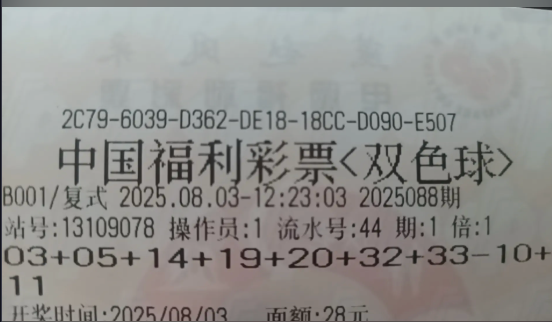 2C79-6039-D362-DE18-18CC-D090-E507
中国福利彩票<双色球>
B001/复式 2025.08.03-12:23:03 2025088期
站号:13109078 操作员:1 流水号:44 期:1 倍:1
03+05+14+19+20+32+33-10+
11
开奖时间:2025/08/03 面额:28元